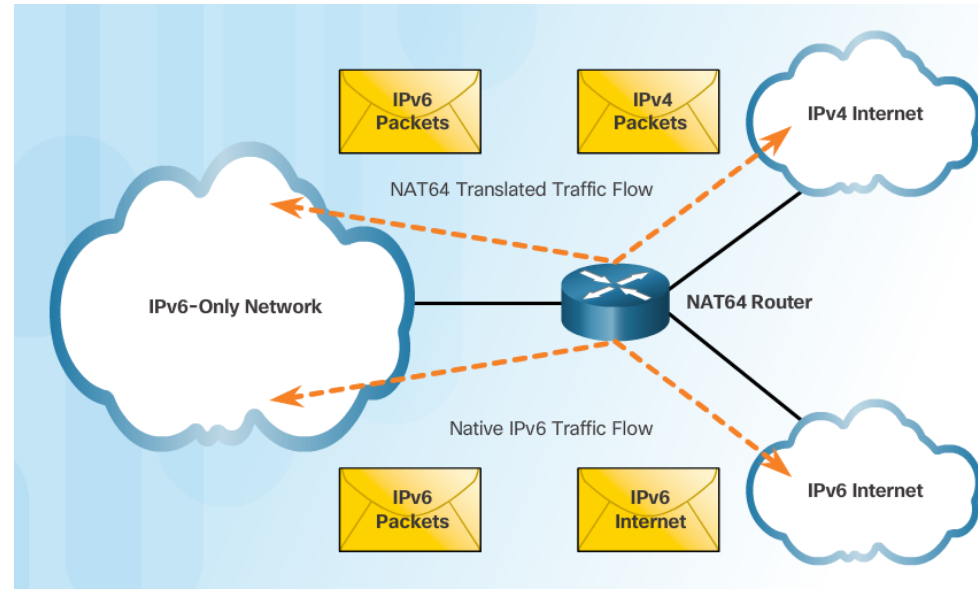 IPv6
Packets
IPv4
Packets
IPv4 Internet
NAT64 Translated Traffic Flow
IPv6-Only Network
NAT64 Router
Native IPv6 Traffic Flow
IPv6
Packets
IPv6
Internet
IPv6 Internet